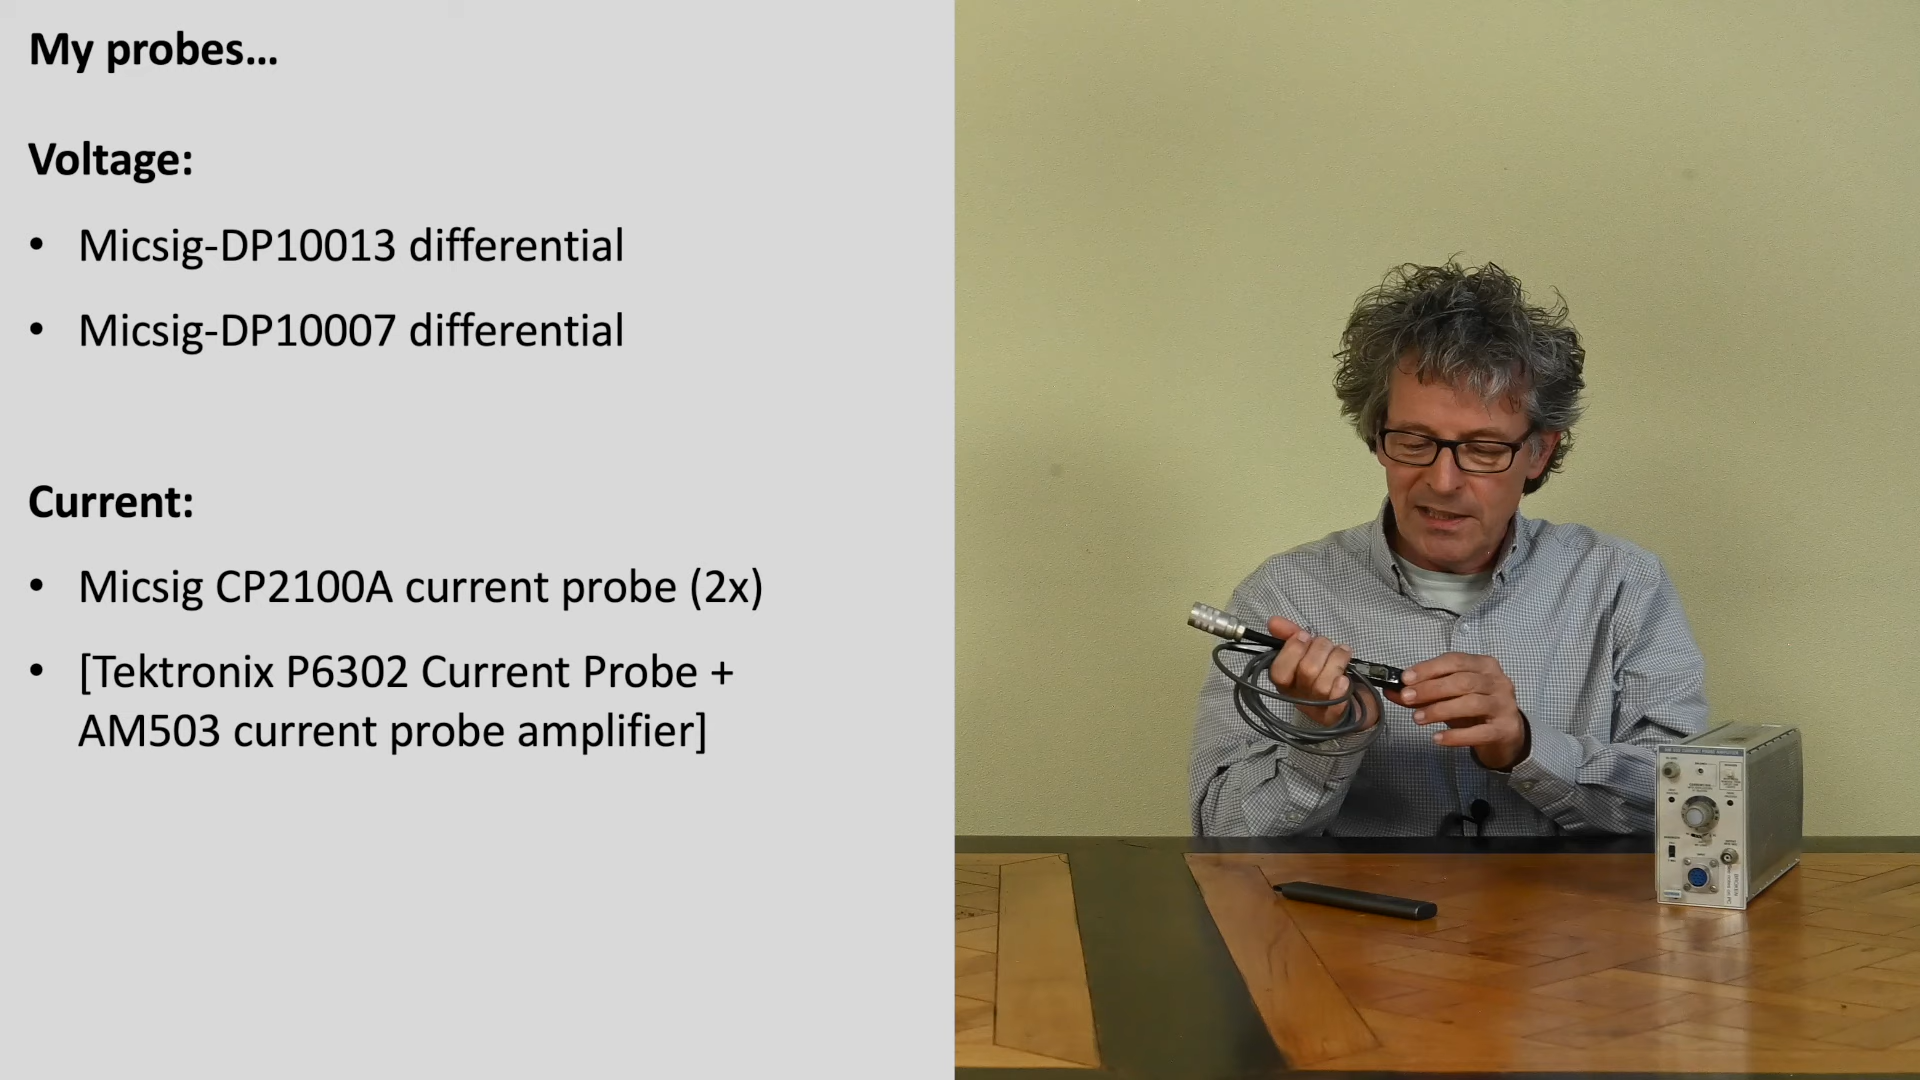 My probes...
Voltage:
• Micsig-DP10013 differential
• Micsig-DP10007 differential
Current:
• Micsig CP2100A current probe (2x)
• [Tektronix P6302 Current Probe +
AM503 current probe amplifier]